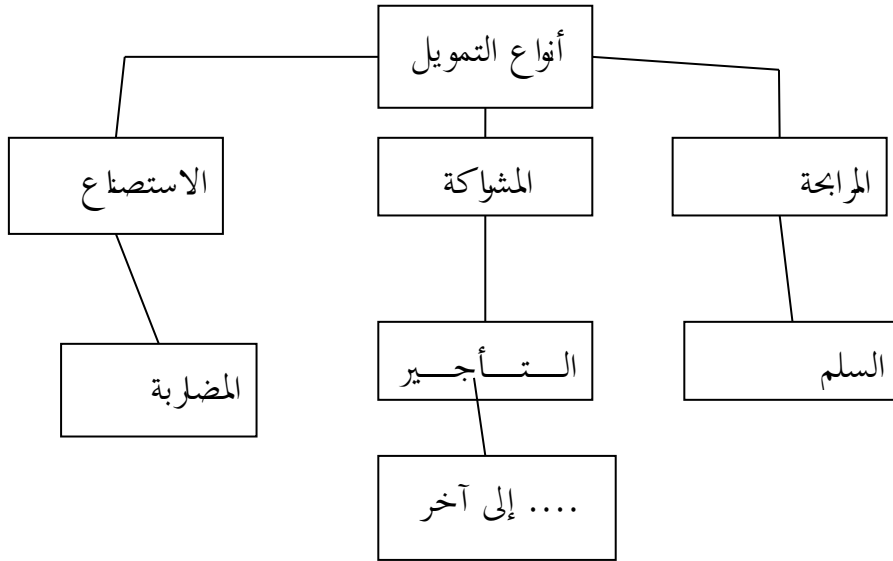 أنواع التمويل
المرابحة
المشاركة
الاستصناع
السلم
التأجير
المضاربة
.... إلى آخر